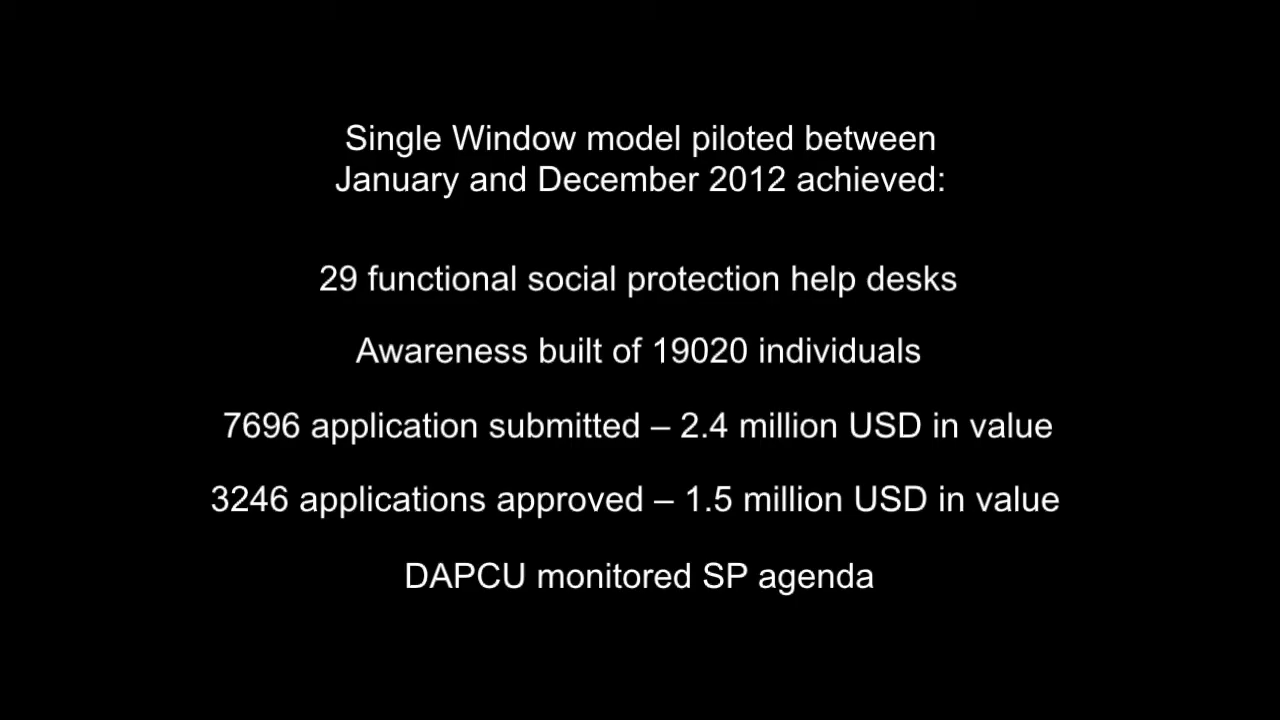 Single Window model piloted between
January and December 2012 achieved:
29 functional social protection help desks
Awareness built of 19020 individuals
7696 application submitted – 2.4 million USD in value
3246 applications approved – 1.5 million USD in value
DAPCU monitored SP agenda